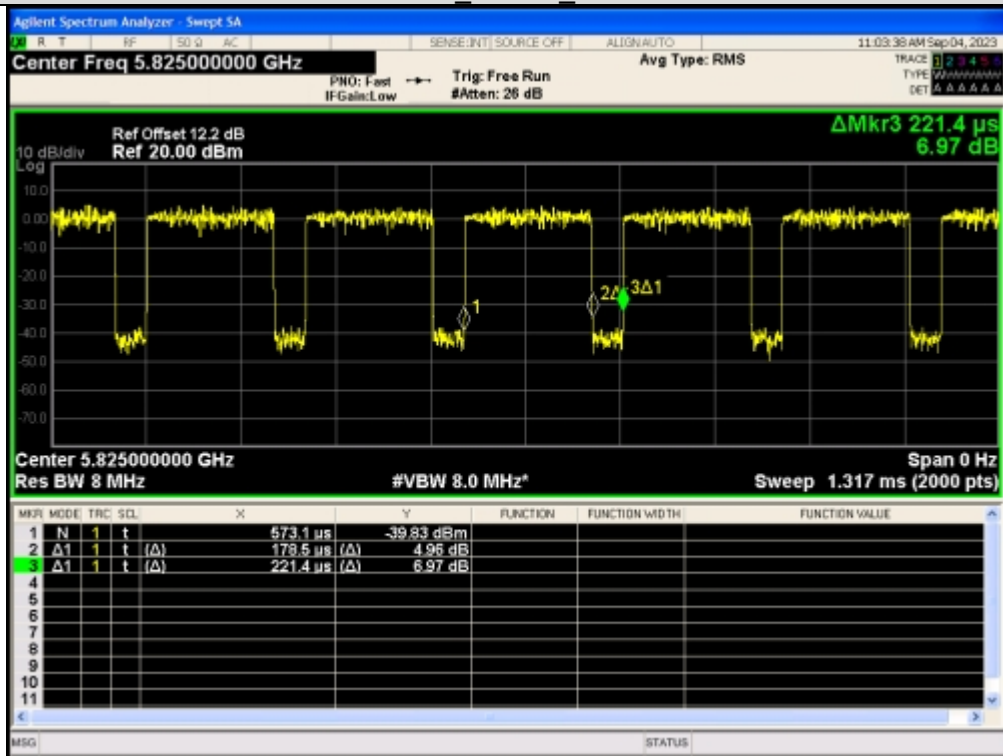 Agilent Spectrum Analyzer - Swept SA
R T RF 50 Ω AC SENSE:INT SOURCE OFF ALIGNAUTO 11:03:38 AM Sep 04, 2023
Center Freq 5.825000000 GHz
Avg Type: RMS
TRACE 1 2 3 4 5 6
PNO: Fast Trig: Free Run
TYPE
IFGain:Low #Atten: 26 dB
DET A A A A A A
ΔMkr3 221.4 µs
6.97 dB
Ref Offset 12.2 dB
10 dB/div Ref 20.00 dBm
Log
10.0
0.00
-10.0
-20.0
-30.0
-40.0
-50.0
-60.0
-70.0
1
2Δ
3Δ1
Center 5.825000000 GHz Span 0 Hz
Res BW 8 MHz #VBW 8.0 MHz* Sweep 1.317 ms (2000 pts)
MKR MODE TRC SCL X Y FUNCTION FUNCTION WIDTH FUNCTION VALUE
1 N 1 t 573.1 µs -39.83 dBm
2 Δ1 1 t (Δ) 178.5 µs (Δ) 4.96 dB
3 Δ1 1 t (Δ) 221.4 µs (Δ) 6.97 dB
4
5
6
7
8
9
10
11
MSG STATUS